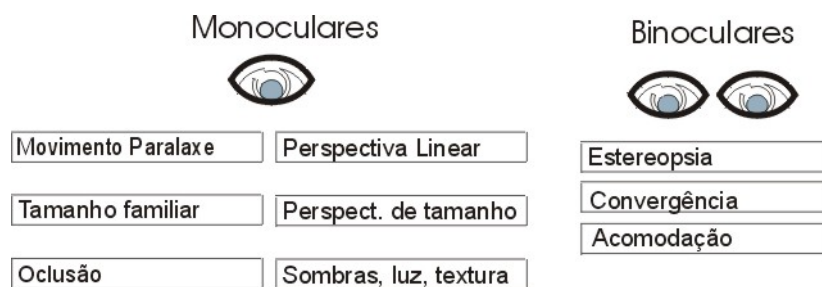 Monoculares
Movimento Paralaxe
Perspectiva Linear
Tamanho familiar
Perspect. de tamanho
Oclusão
Sombras, luz, textura
Binoculares
Estereopsia
Convergência
Acomodação